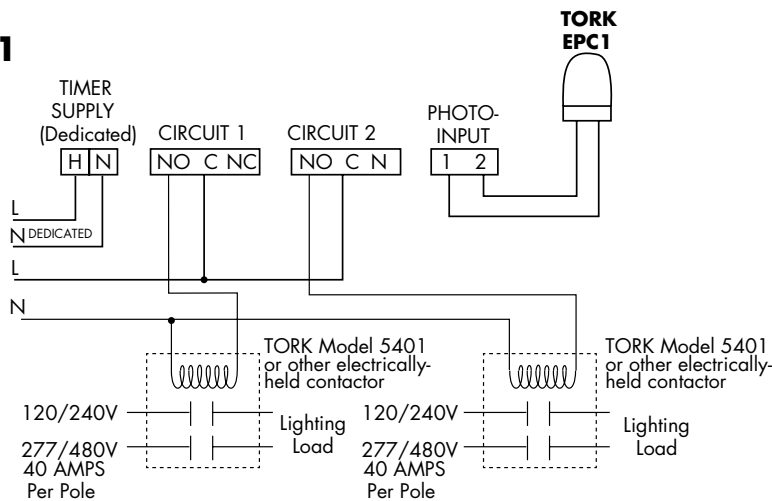 1
TORK
EPC1
TIMER
SUPPLY
(Dedicated)
CIRCUIT 1
CIRCUIT 2
PHOTO-
INPUT
H N
NO C NC
NO C N
1 2
L
N DEDICATED
L
N
TORK Model 5401
or other electrically-
held contactor
TORK Model 5401
or other electrically-
held contactor
120/240V
277/480V
40 AMPS
Per Pole
Lighting
Load
120/240V
277/480V
40 AMPS
Per Pole
Lighting
Load